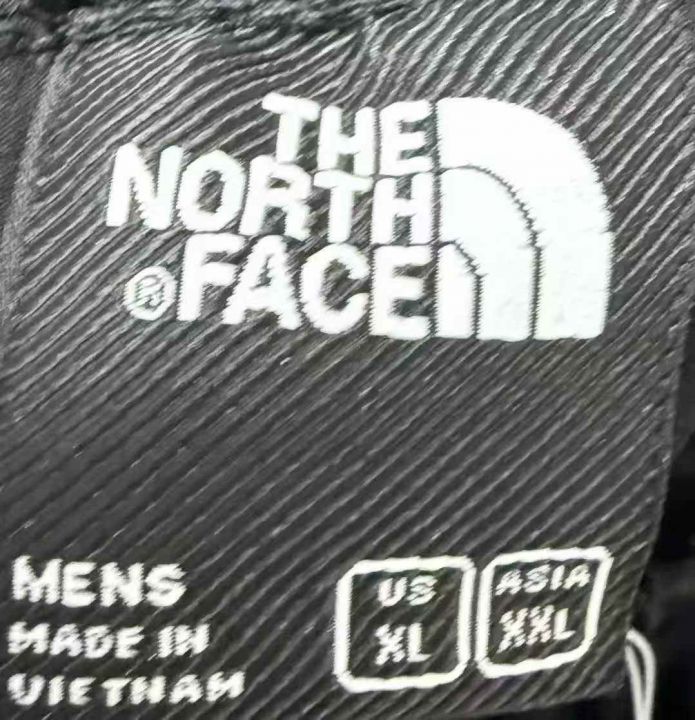 THE
NORTH
®FACE
MENS
MADE IN
VIETNAM
US
XL
ASIA
XXL